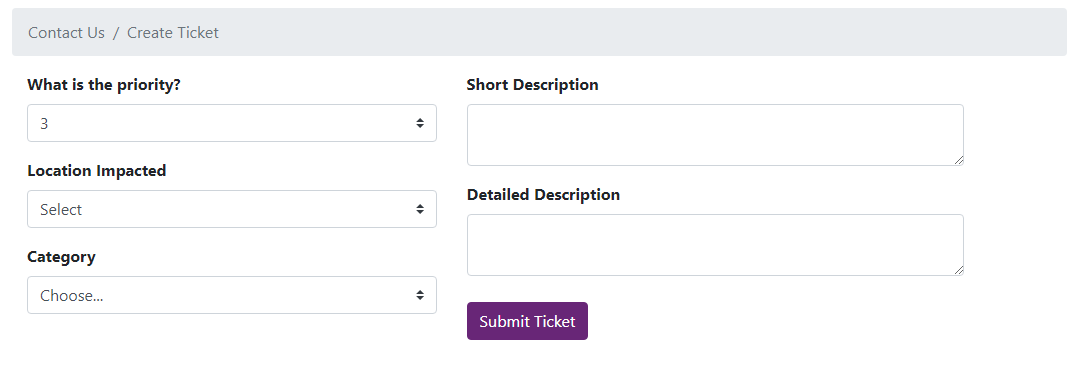 Contact Us / Create Ticket
What is the priority?
3
Location Impacted
Select
Category
Choose...
Short Description
Detailed Description
Submit Ticket